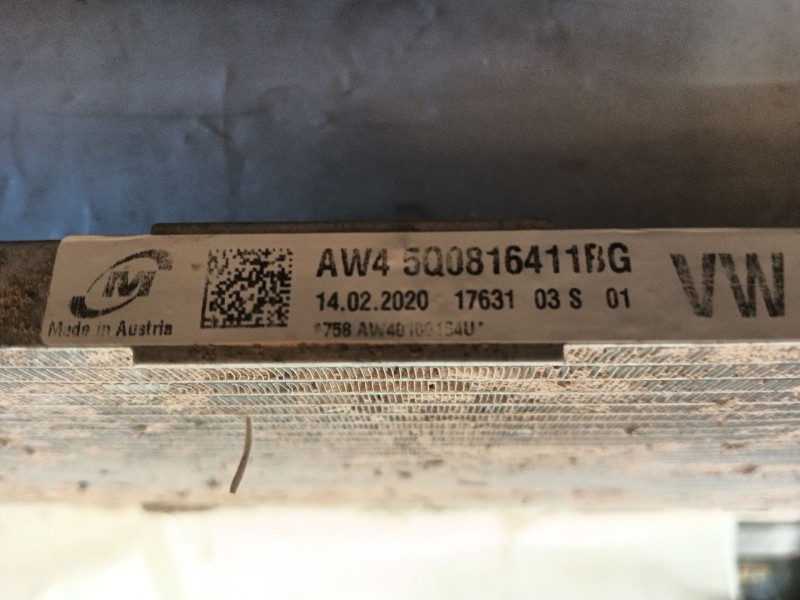 M
Made in Austria
AW4 5Q0816411BG
14.02.2020 17631 03 S 01
VW